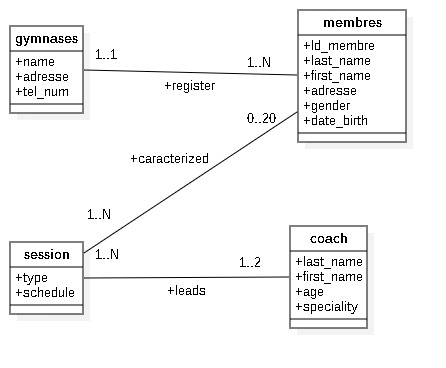 gymnases
+name
+adresse
+tel_num
membres
+Id_membre
+last_name
+first_name
+adresse
+gender
+date_birth
1..1
1..N
+register
0..20
+caracterized
1..N
session
+type
+schedule
1..N
1..2
+leads
coach
+last_name
+first_name
+age
+speciality